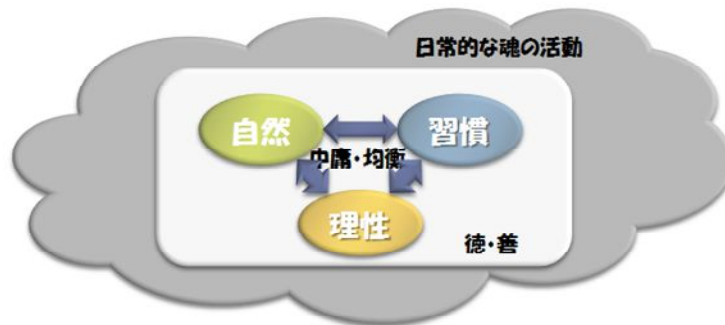 日常的な魂の活動
自然
習慣
中庸・均衡
理性
徳・善